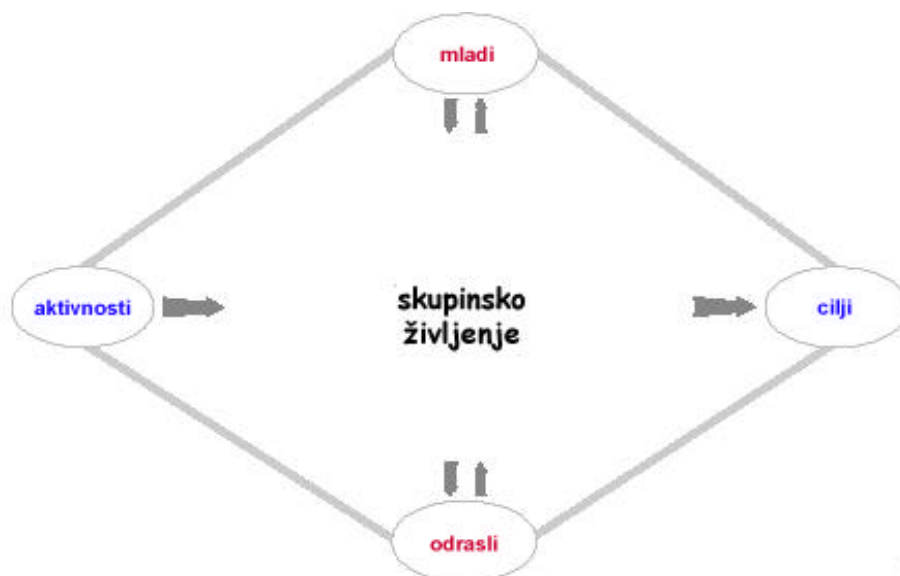 mladi
aktivnosti
skupinsko
življenje
cilji
odrasli